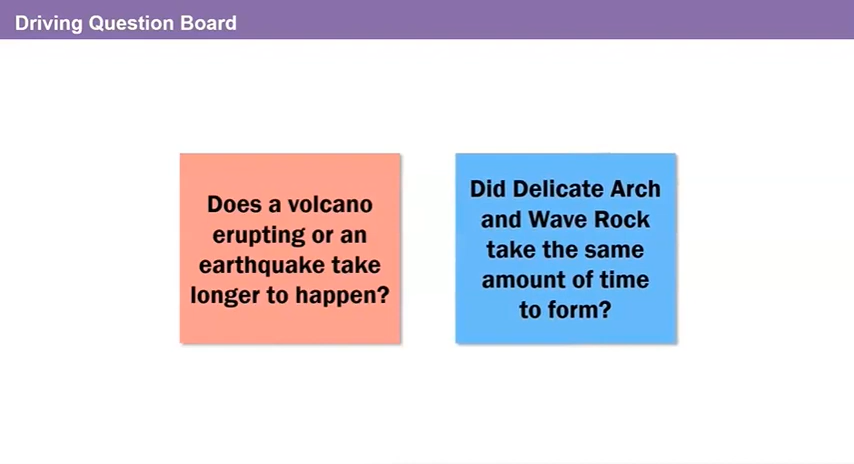 Driving Question Board
Does a volcano
erupting or an
earthquake take
longer to happen?
Did Delicate Arch
and Wave Rock
take the same
amount of time
to form?